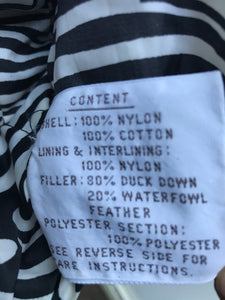 CONTENT
SHELL: 100% NYLON
100% COTTON
LINING & INTERLINING:
100% NYLON
FILLER: 80% DUCK DOWN
20% WATERFOWL
FEATHER
POLYESTER SECTION:
100% POLYESTER
SEE REVERSE SIDE FOR
CARE INSTRUCTIONS.